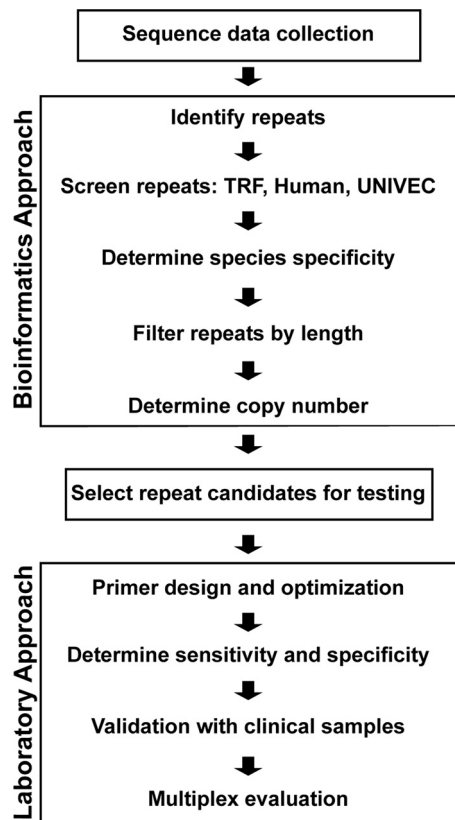 Sequence data collection
Bioinformatics Approach
Identify repeats
Screen repeats: TRF, Human, UNIVEC
Determine species specificity
Filter repeats by length
Determine copy number
Select repeat candidates for testing
Laboratory Approach
Primer design and optimization
Determine sensitivity and specificity
Validation with clinical samples
Multiplex evaluation